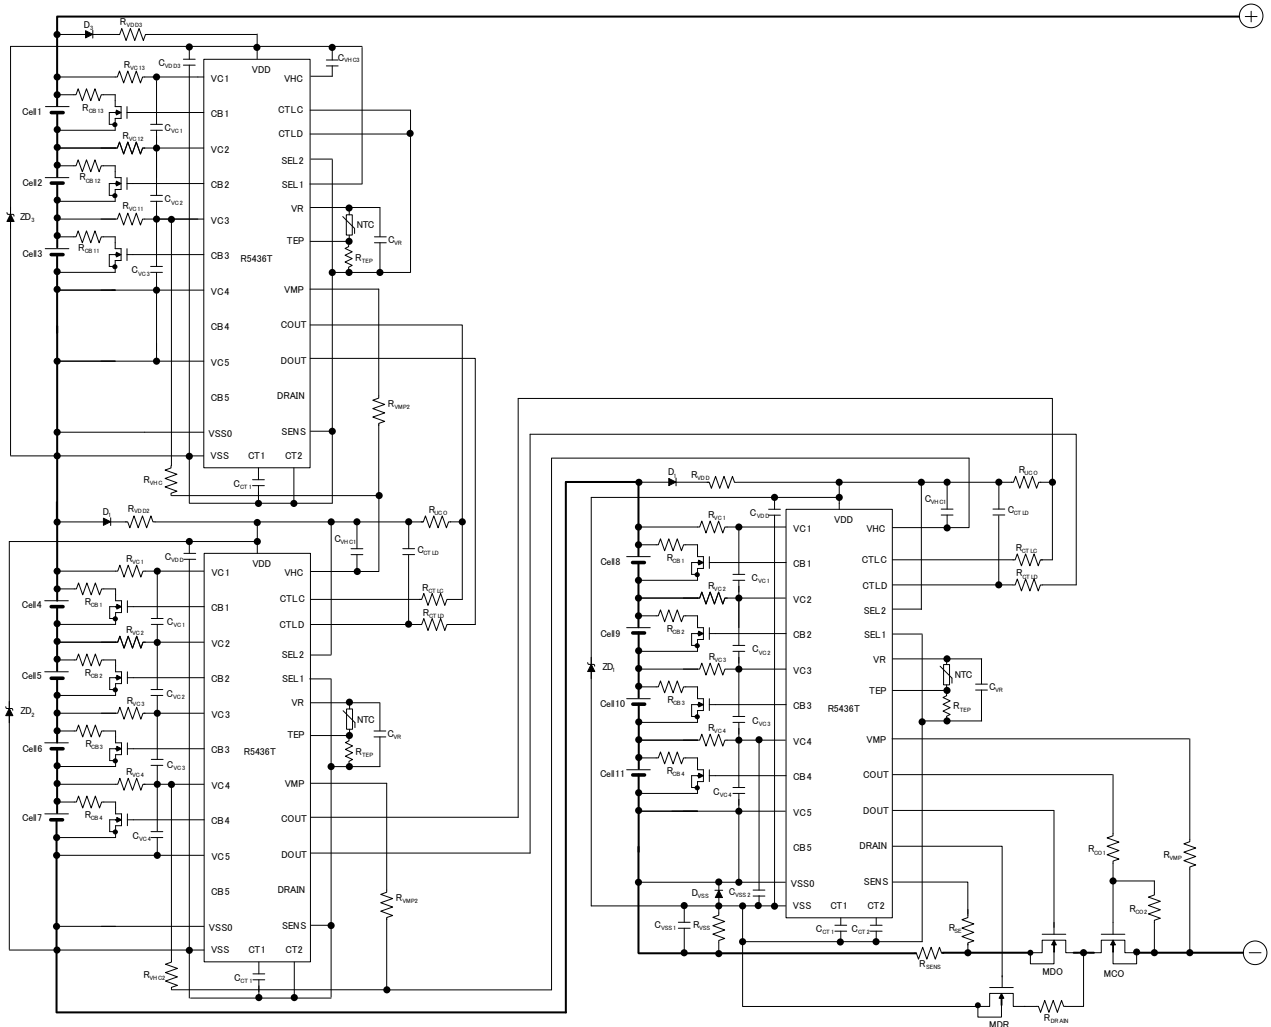 +
D3 RVDD3
CVDD3
VDD
CVHC3
RVC13
VC1
VHC
RCB13
Cell1
CB1
CTLC
CVC1
CTLD
RVC12
VC2
SEL2
RCB12
Cell2
CB2
SEL1
CVC2
VR
RVC11
ZD3
VC3
NTC
CVR
TEP
RCB11
Cell3
CB3
R5436T
RTEP
CVC3
VC4
VMP
CB4
COUT
VC5
DOUT
CB5
DRAIN
RVMP2
VSS0
SENS
VSS
CT1
CT2
RVHC
CCT1
D1 RVDD2
RUCO
CVDD
CVHC1
CCTLD
VDD
RVC1
VC1
VHC
RCB1
RCTLC
Cell4
CB1
CTLC
CVC1
RCTLD
CTLD
RVC2
VC2
SEL2
RCB2
Cell5
CB2
SEL1
CVC2
RVC3
VR
ZD2
VC3
NTC
CVR
TEP
RCB3
Cell6
CB3
R5436T
RTEP
CVC3
RVC4
VC4
VMP
RCB4
Cell7
CB4
COUT
CVC4
VC5
DOUT
CB5
DRAIN
RVMP2
VSS0
SENS
VSS
CT1
CT2
RVHC2
CCT1
D1 RVDD
RUCO
CVDD
CVHC1
CCTLD
VDD
RVC1
VC1
VHC
RCB1
RCTLC
Cell8
CB1
CTLC
CVC1
RCTLD
CTLD
RVC2
VC2
SEL2
RCB2
Cell9
CB2
SEL1
CVC2
RVC3
VR
ZD1
VC3
NTC
CVR
TEP
RCB3
Cell10
CB3
R5436T
RTEP
CVC3
RVC4
VC4
VMP
RCB4
Cell11
CB4
COUT
CVC4
VC5
DOUT
CB5
DRAIN
RCO1
RVMP
DVSS
CVSS2
VSS0
SENS
VSS
CT1
CT2
RCO2
CVSS1
RVSS
CCT1
CCT2
RSE
RSENS
MDO
MCO
−
MDR
RDRAIN